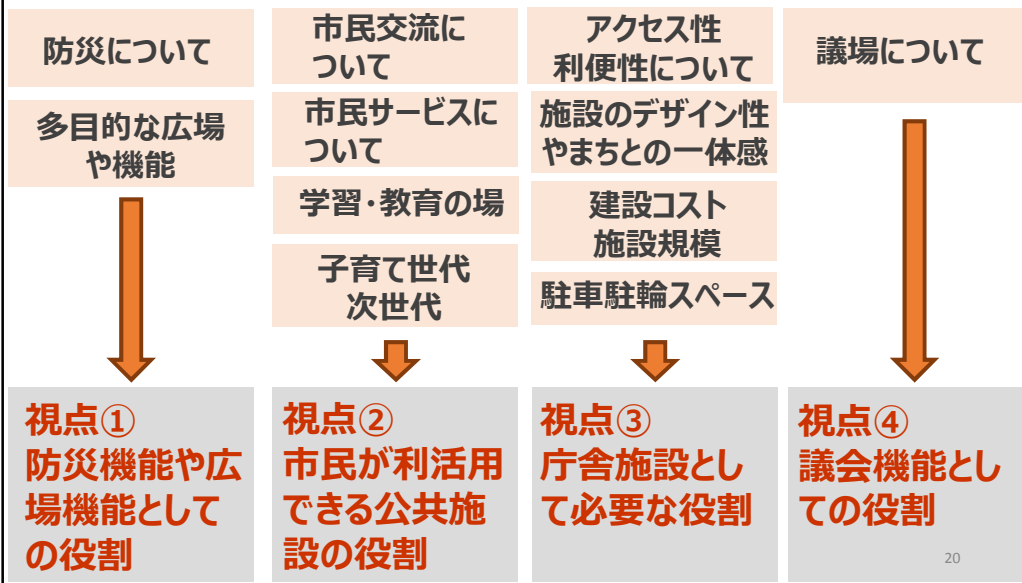 防災について
多目的な広場
や機能
市民交流に
ついて
市民サービスに
ついて
学習・教育の場
子育て世代
次世代
アクセス性
利便性について
施設のデザイン性
やまちとの一体感
建設コスト
施設規模
駐車駐輪スペース
議場について
視点①
防災機能や広
場機能として
の役割
視点②
市民が利活用
できる公共施
設の役割
視点③
庁舎施設とし
て必要な役割
視点④
議会機能とし
ての役割
20